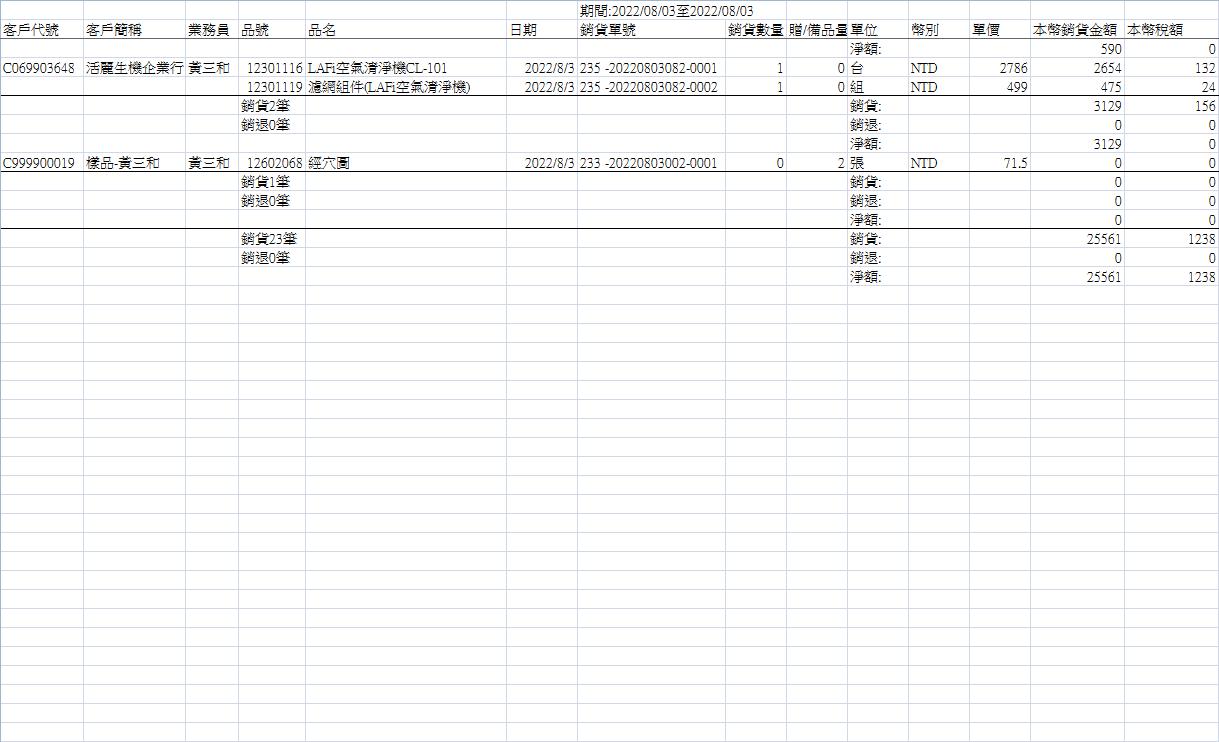 期間:2022/08/03至2022/08/03
客戶代號 客戶簡稱 業務員 品號 品名 日期 銷貨單號 銷貨數量 贈/備品量 單位 幣別 單價 本幣銷貨金額 本幣稅額
淨額: 590 0
C069903648 活麗生機企業行 黃三和 12301116 LAFi空氣清淨機CL-101 2022/8/3 235 -20220803082-0001 1 0 台 NTD 2786 2654 132
12301119 濾網組件(LAFi空氣清淨機) 2022/8/3 235 -20220803082-0002 1 0 組 NTD 499 475 24
銷貨2筆 銷貨: 3129 156
銷退0筆 銷退: 0 0
淨額: 3129 0
C999900019 樣品-黃三和 黃三和 12602068 經穴圖 2022/8/3 233 -20220803002-0001 0 2 張 NTD 71.5 0 0
銷貨1筆 銷貨: 0 0
銷退0筆 銷退: 0 0
淨額: 0 0
銷貨23筆 銷貨: 25561 1238
銷退0筆 銷退: 0 0
淨額: 25561 1238